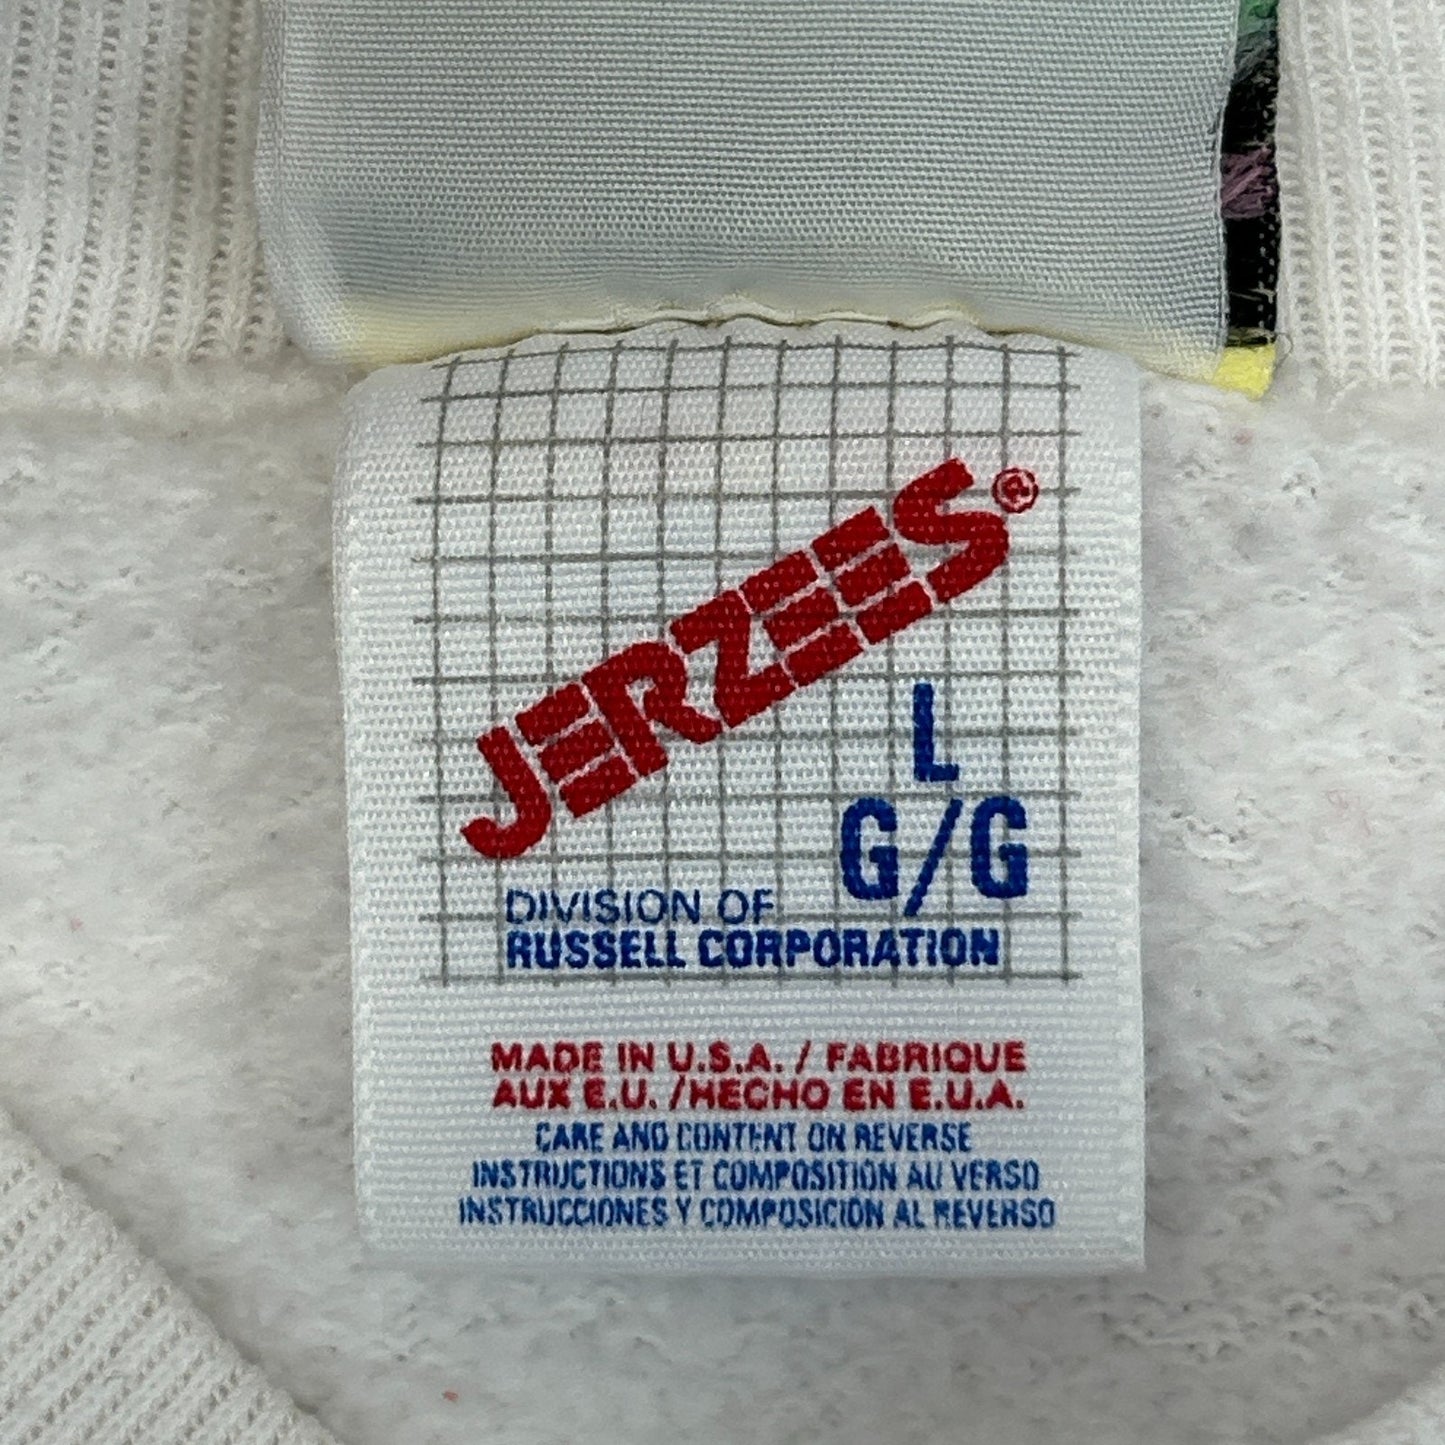 JERZEES®
L
G/G
DIVISION OF
RUSSELL CORPORATION
MADE IN U.S.A. / FABRIQUE
AUX E.U. /HECHO EN E.U.A.
CARE AND CONTENT ON REVERSE
INSTRUCTIONS ET COMPOSITION AU VERSO
INSTRUCCIONES Y COMPOSICION AL REVERSO